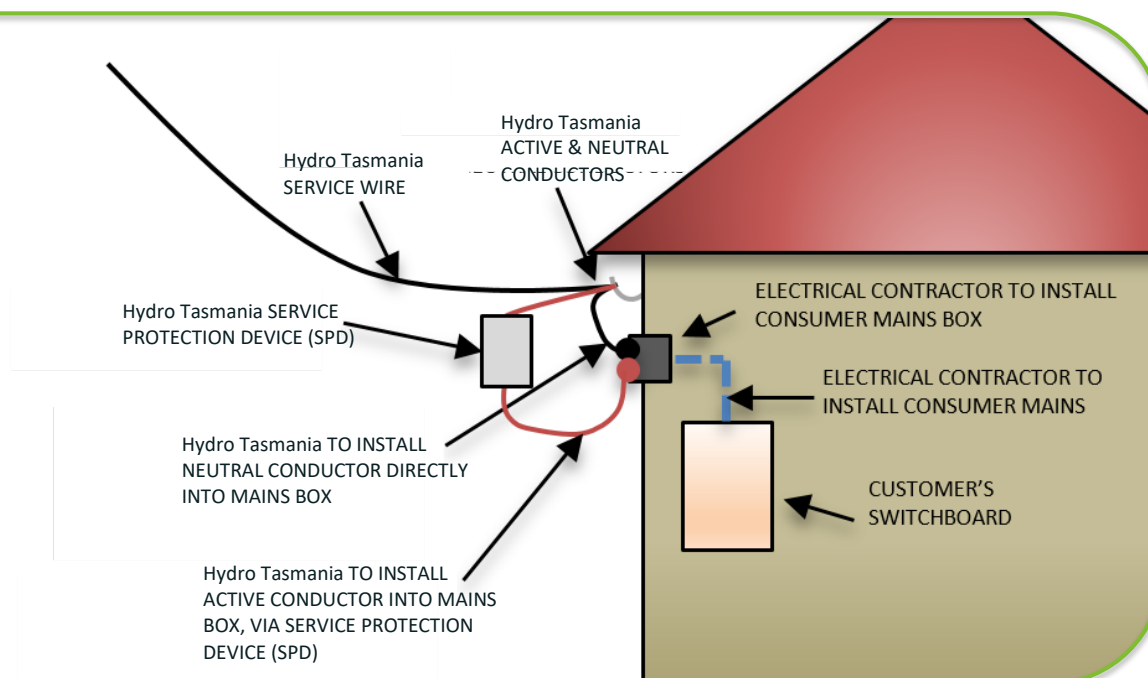 Hydro Tasmania
ACTIVE & NEUTRAL
CONDUCTORS
Hydro Tasmania
SERVICE WIRE
ELECTRICAL CONTRACTOR TO INSTALL
CONSUMER MAINS BOX
Hydro Tasmania SERVICE
PROTECTION DEVICE (SPD)
ELECTRICAL CONTRACTOR TO
INSTALL CONSUMER MAINS
Hydro Tasmania TO INSTALL
NEUTRAL CONDUCTOR DIRECTLY
INTO MAINS BOX
CUSTOMER'S
SWITCHBOARD
Hydro Tasmania TO INSTALL
ACTIVE CONDUCTOR INTO MAINS
BOX, VIA SERVICE PROTECTION
DEVICE (SPD)